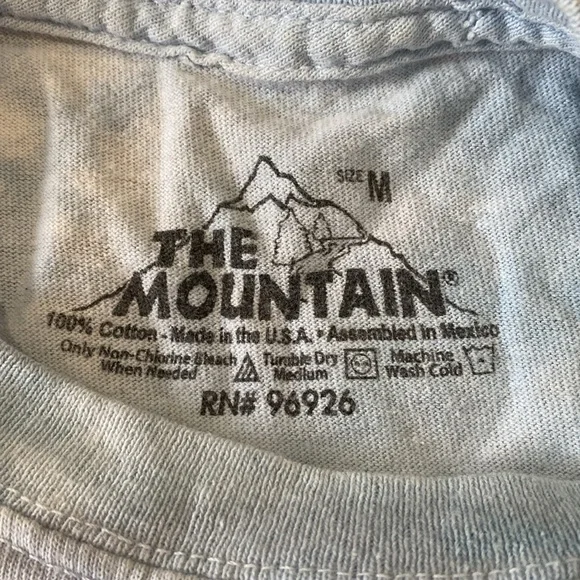 SIZE M
THE
MOUNTAIN®
100% Cotton - Made in the U.S.A. • Assembled in Mexico
Only Non-Chlorine Bleach Tumble Dry Machine
When Needed Medium Wash Cold
RN# 96926